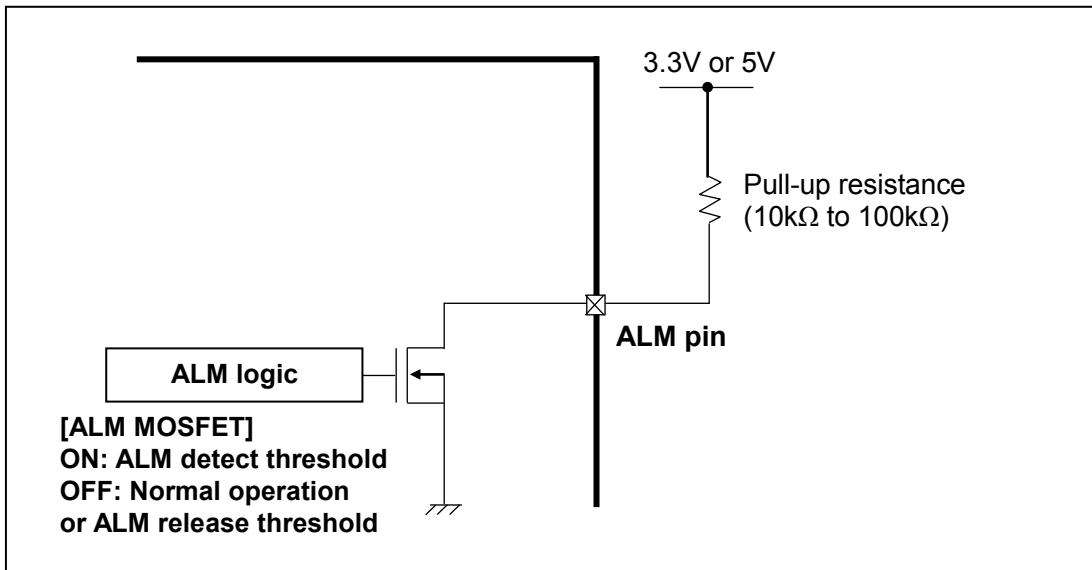 3.3V or 5V
Pull-up resistance
(10kΩ to 100kΩ)
ALM pin
ALM logic
[ALM MOSFET]
ON: ALM detect threshold
OFF: Normal operation
or ALM release threshold